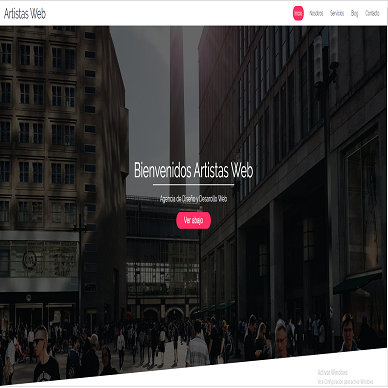 Artistas Web
Inicio Nosotros Servicios Blog Contacto
Bienvenidos Artistas Web
Agencia de Diseño y Desarrollo Web
Ver abajo
Activar Windows
Ve a Configuración para activar Windows.